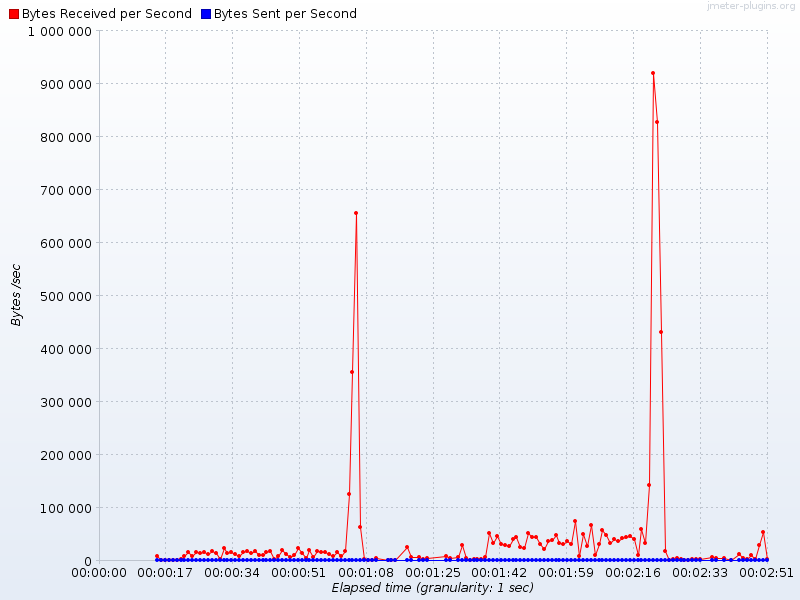 jmeter-plugins.org
Bytes Received per Second Bytes Sent per Second
1 000 000
900 000
800 000
700 000
600 000
500 000
400 000
300 000
200 000
100 000
0
Bytes /sec
00:00:00 00:00:17 00:00:34 00:00:51 00:01:08 00:01:25 00:01:42 00:01:59 00:02:16 00:02:33 00:02:51
Elapsed time (granularity: 1 sec)